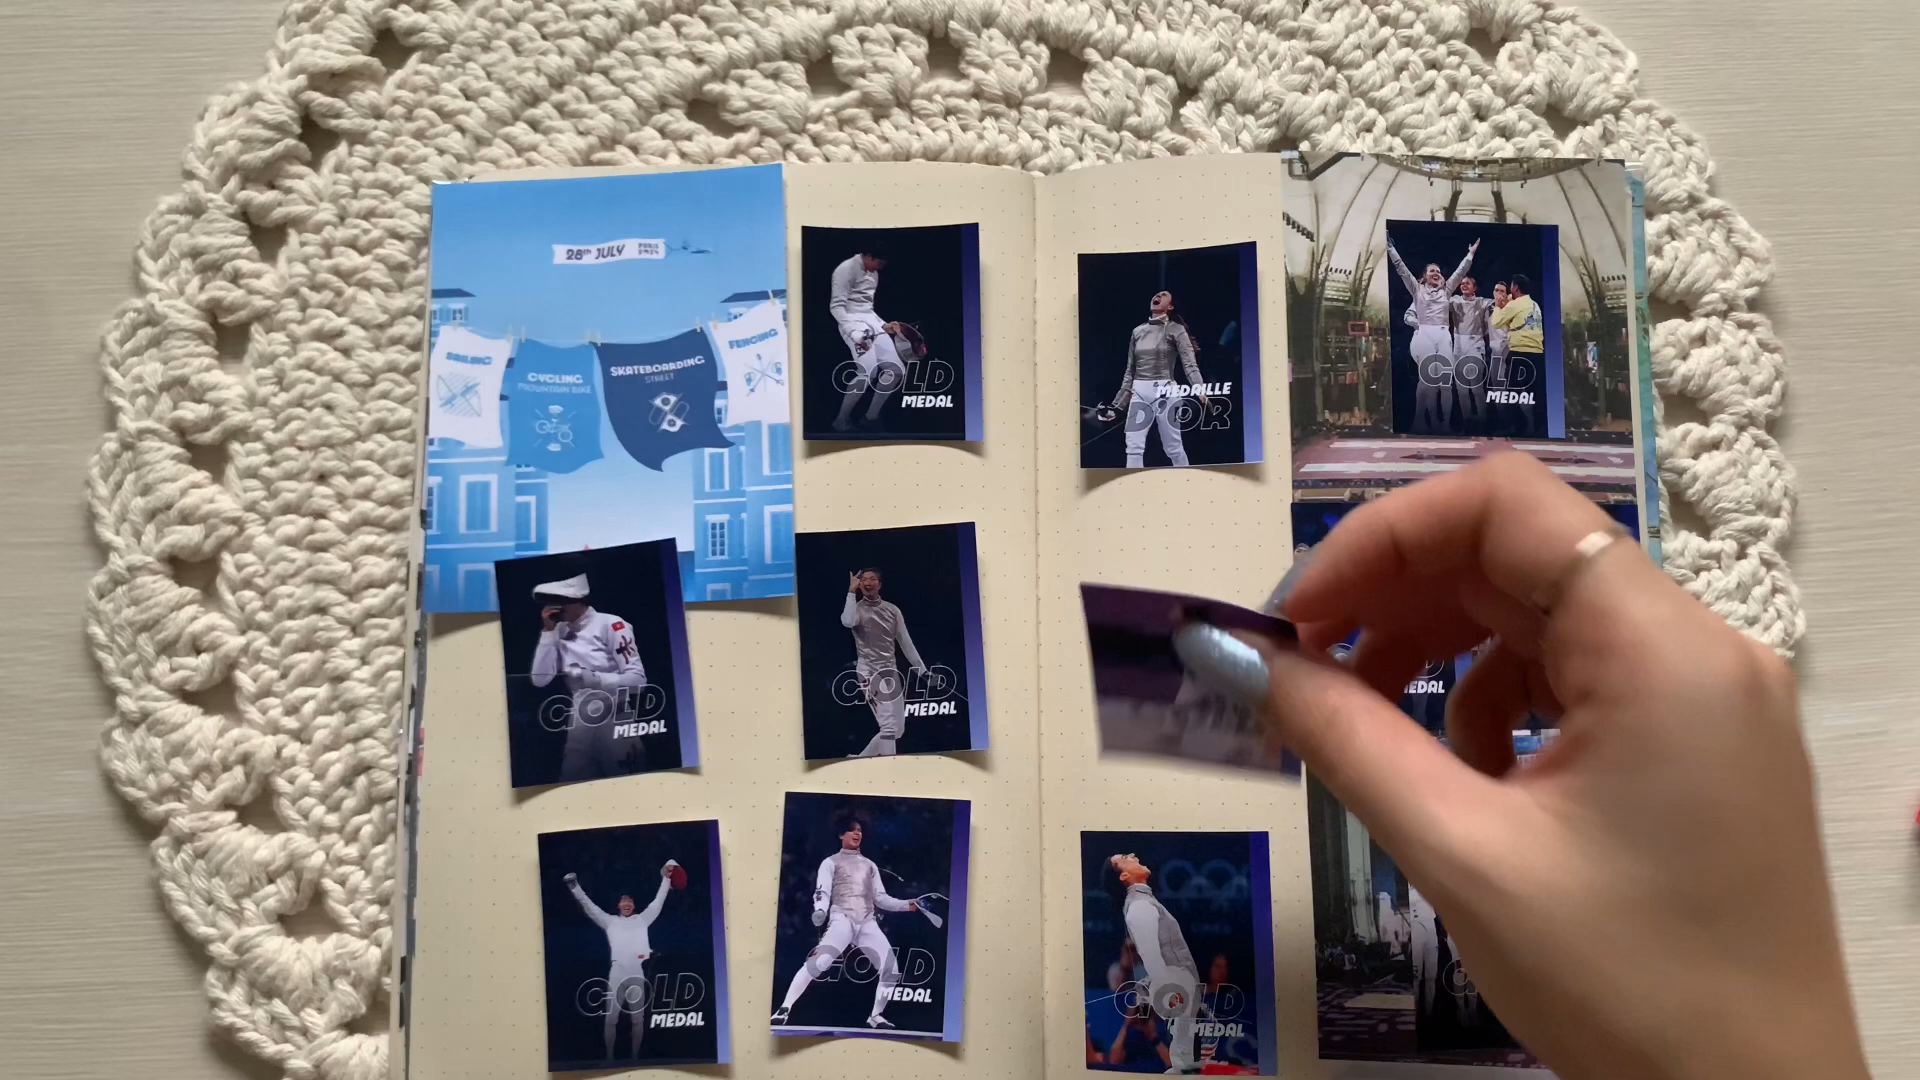 28th JULY
PARIS
2024
SAILING
CYCLING
MOUNTAIN BIKE
SKATEBOARDING
STREET
FENCING
GOLD
MEDAL
MEDAILLE
D'OR
GOLD
MEDAL
GOLD
MEDAL
GOLD
MEDAL
MEDAL
GOLD
MEDAL
GOLD
MEDAL
GOLD
MEDAL